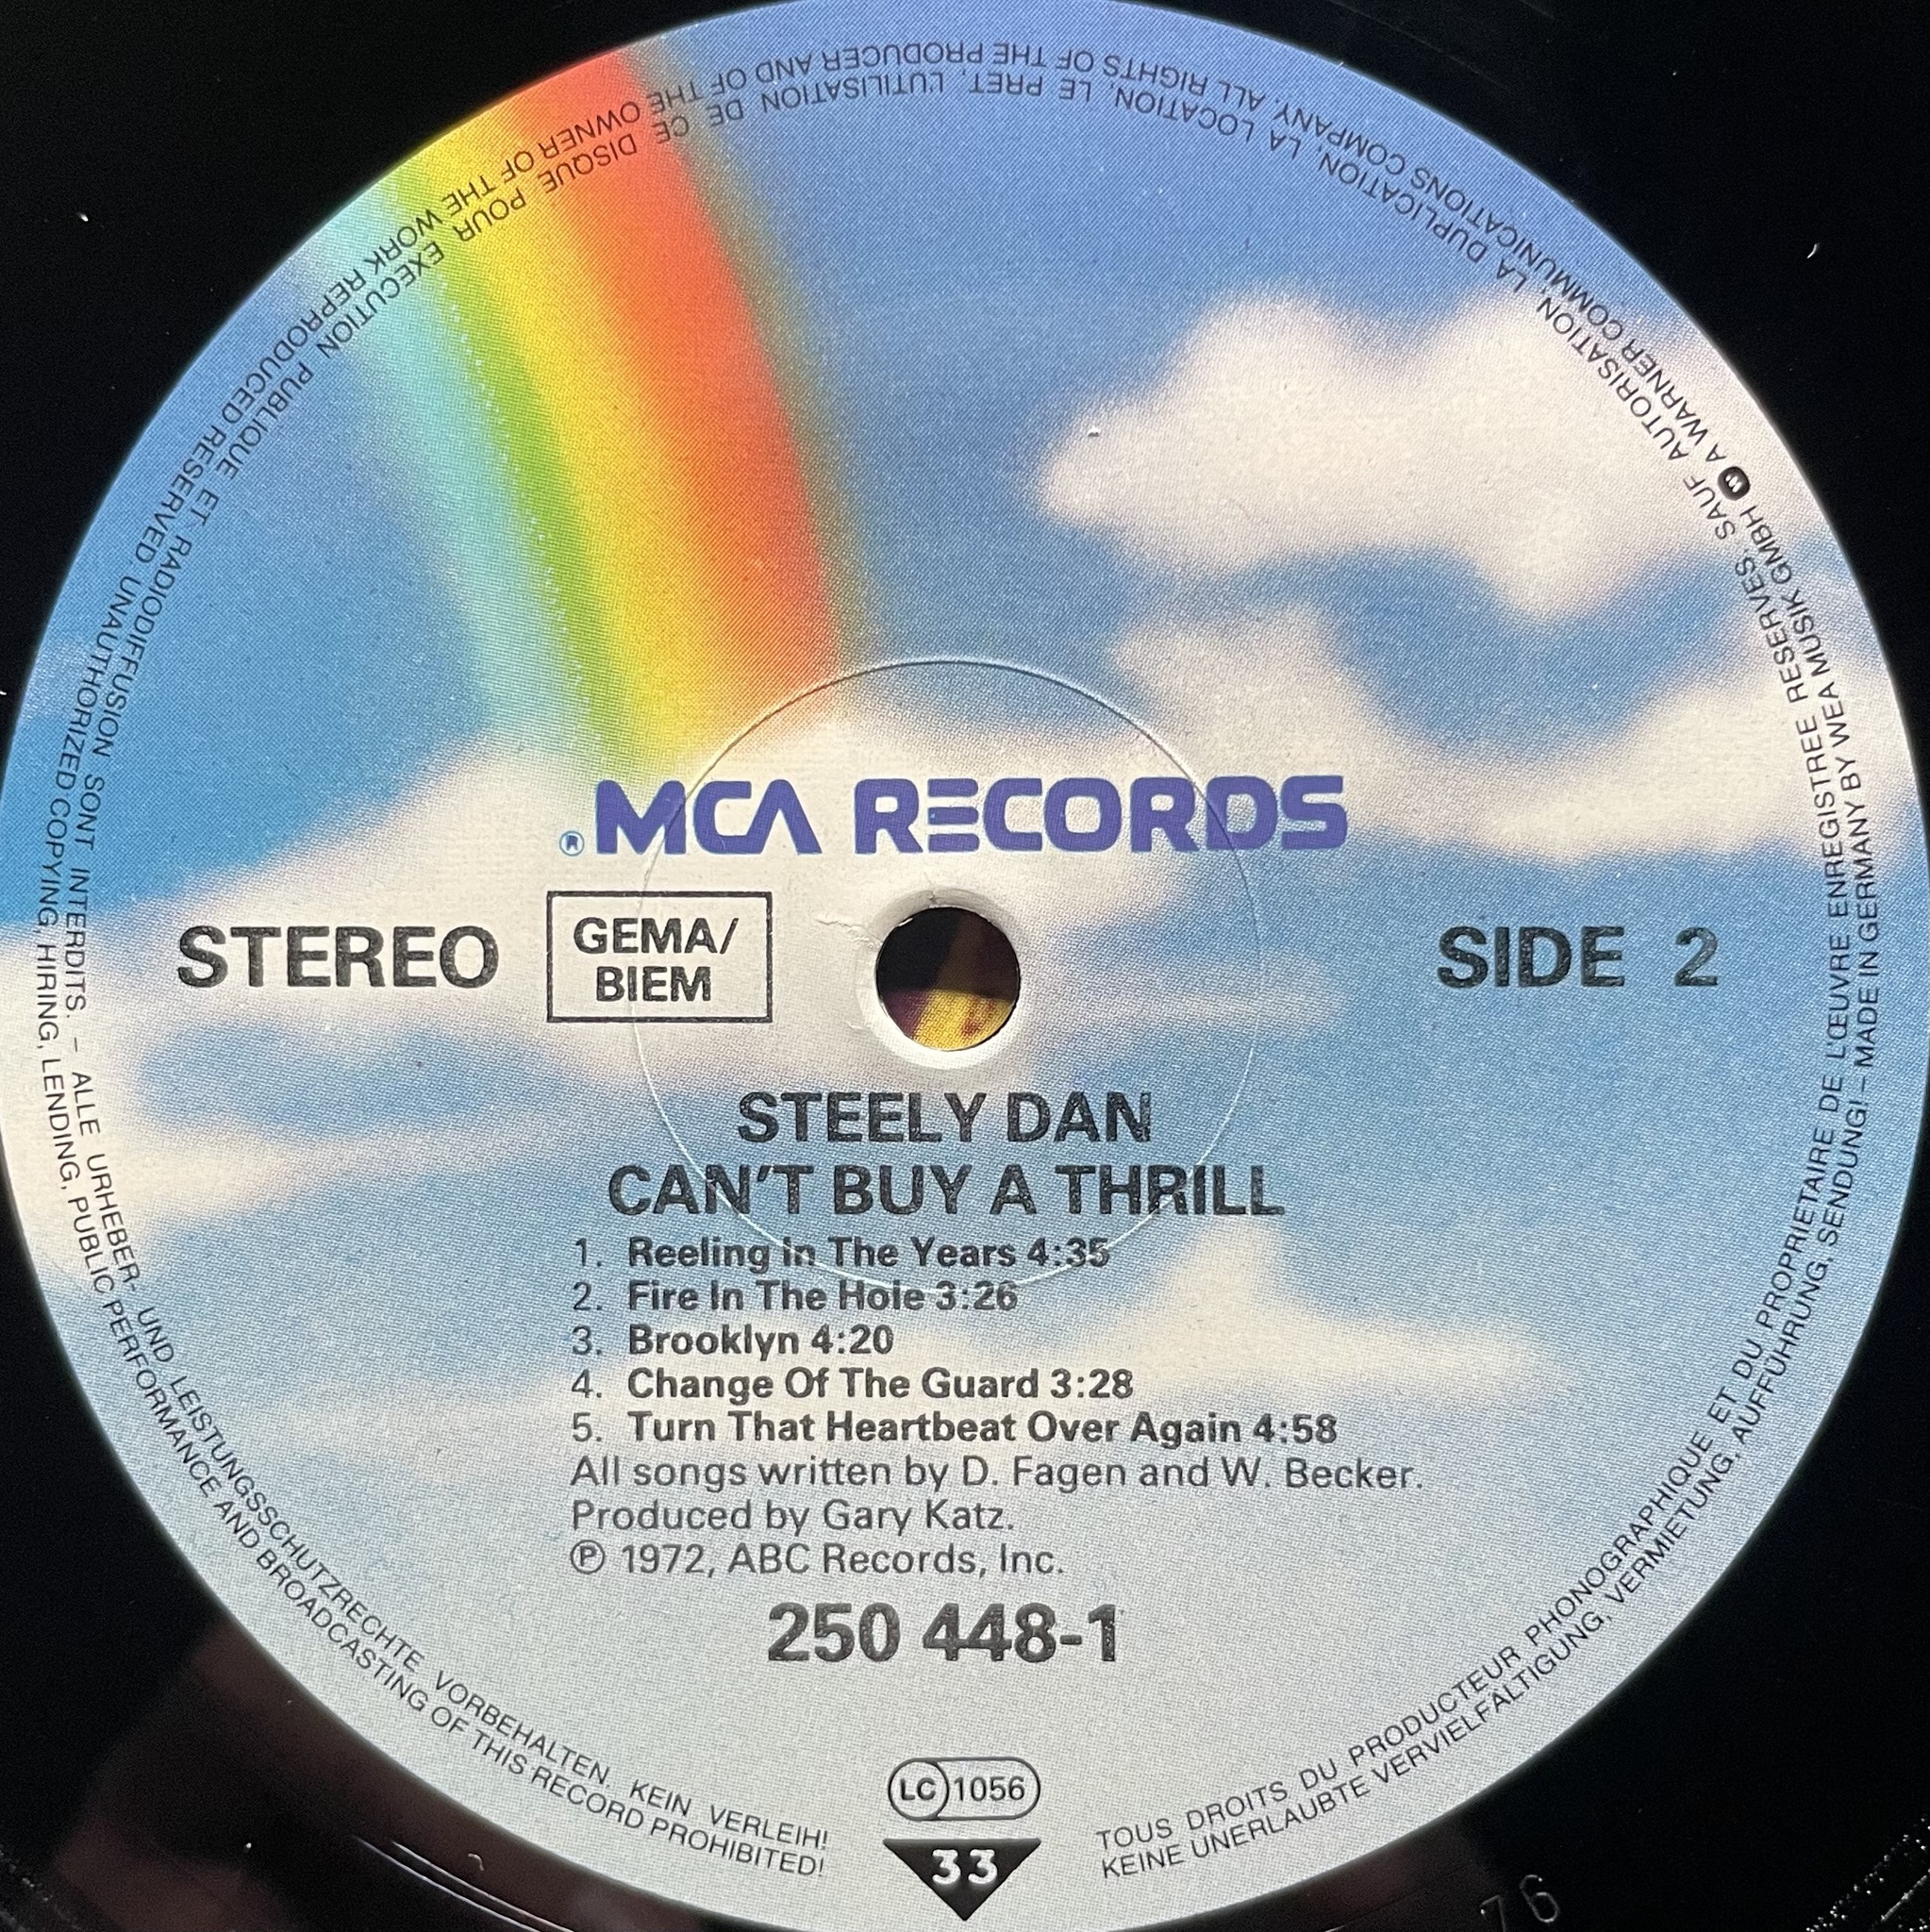 ® MCA RECORDS
STEREO
GEMA/
BIEM
SIDE 2
STEELY DAN
CAN'T BUY A THRILL
1. Reeling in The Years 4:35
2. Fire In The Hole 3:26
3. Brooklyn 4:20
4. Change Of The Guard 3:28
5. Turn That Heartbeat Over Again 4:58
All songs written by D. Fagen and W. Becker.
Produced by Gary Katz.
℗ 1972, ABC Records, Inc.
250 448-1
LC 1056
33
TOUS DROITS DU PRODUCTEUR PHONOGRAPHIQUE ET DU PROPRIETAIRE DE L'ŒUVRE ENREGISTREE RESERVES. SAUF AUTORISATION, LA DUPLICATION, LA LOCATION, LE PRET, L'UTILISATION DE CE DISQUE POUR EXECUTION PUBLIQUE ET RADIODIFFUSION SONT INTERDITS. – ALLE URHEBER- UND LEISTUNGSSCHUTZRECHTE VORBEHALTEN. KEIN VERLEIH!
KEINE UNERLAUBTE VERVIELFÄLTIGUNG, VERMIETUNG, AUFFÜHRUNG, SENDUNG! – MADE IN GERMANY BY WEA MUSIK GMBH W A WARNER COMMUNICATIONS COMPANY. ALL RIGHTS OF THE PRODUCER AND OF THE OWNER OF THE WORK REPRODUCED RESERVED. UNAUTHORIZED COPYING, HIRING, LENDING, PUBLIC PERFORMANCE AND BROADCASTING OF THIS RECORD PROHIBITED!
76